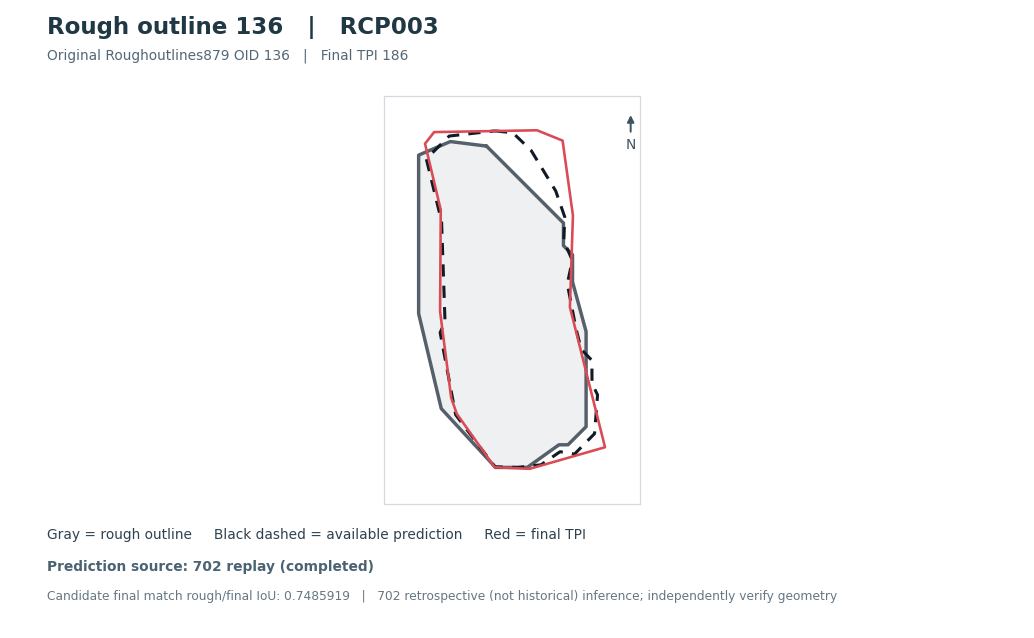 Rough outline 136   |   RCP003
Original Roughoutlines879 OID 136   |   Final TPI 186
N
Gray = rough outline     Black dashed = available prediction     Red = final TPI
Prediction source: 702 replay (completed)
Candidate final match rough/final IoU: 0.7485919   |   702 retrospective (not historical) inference; independently verify geometry